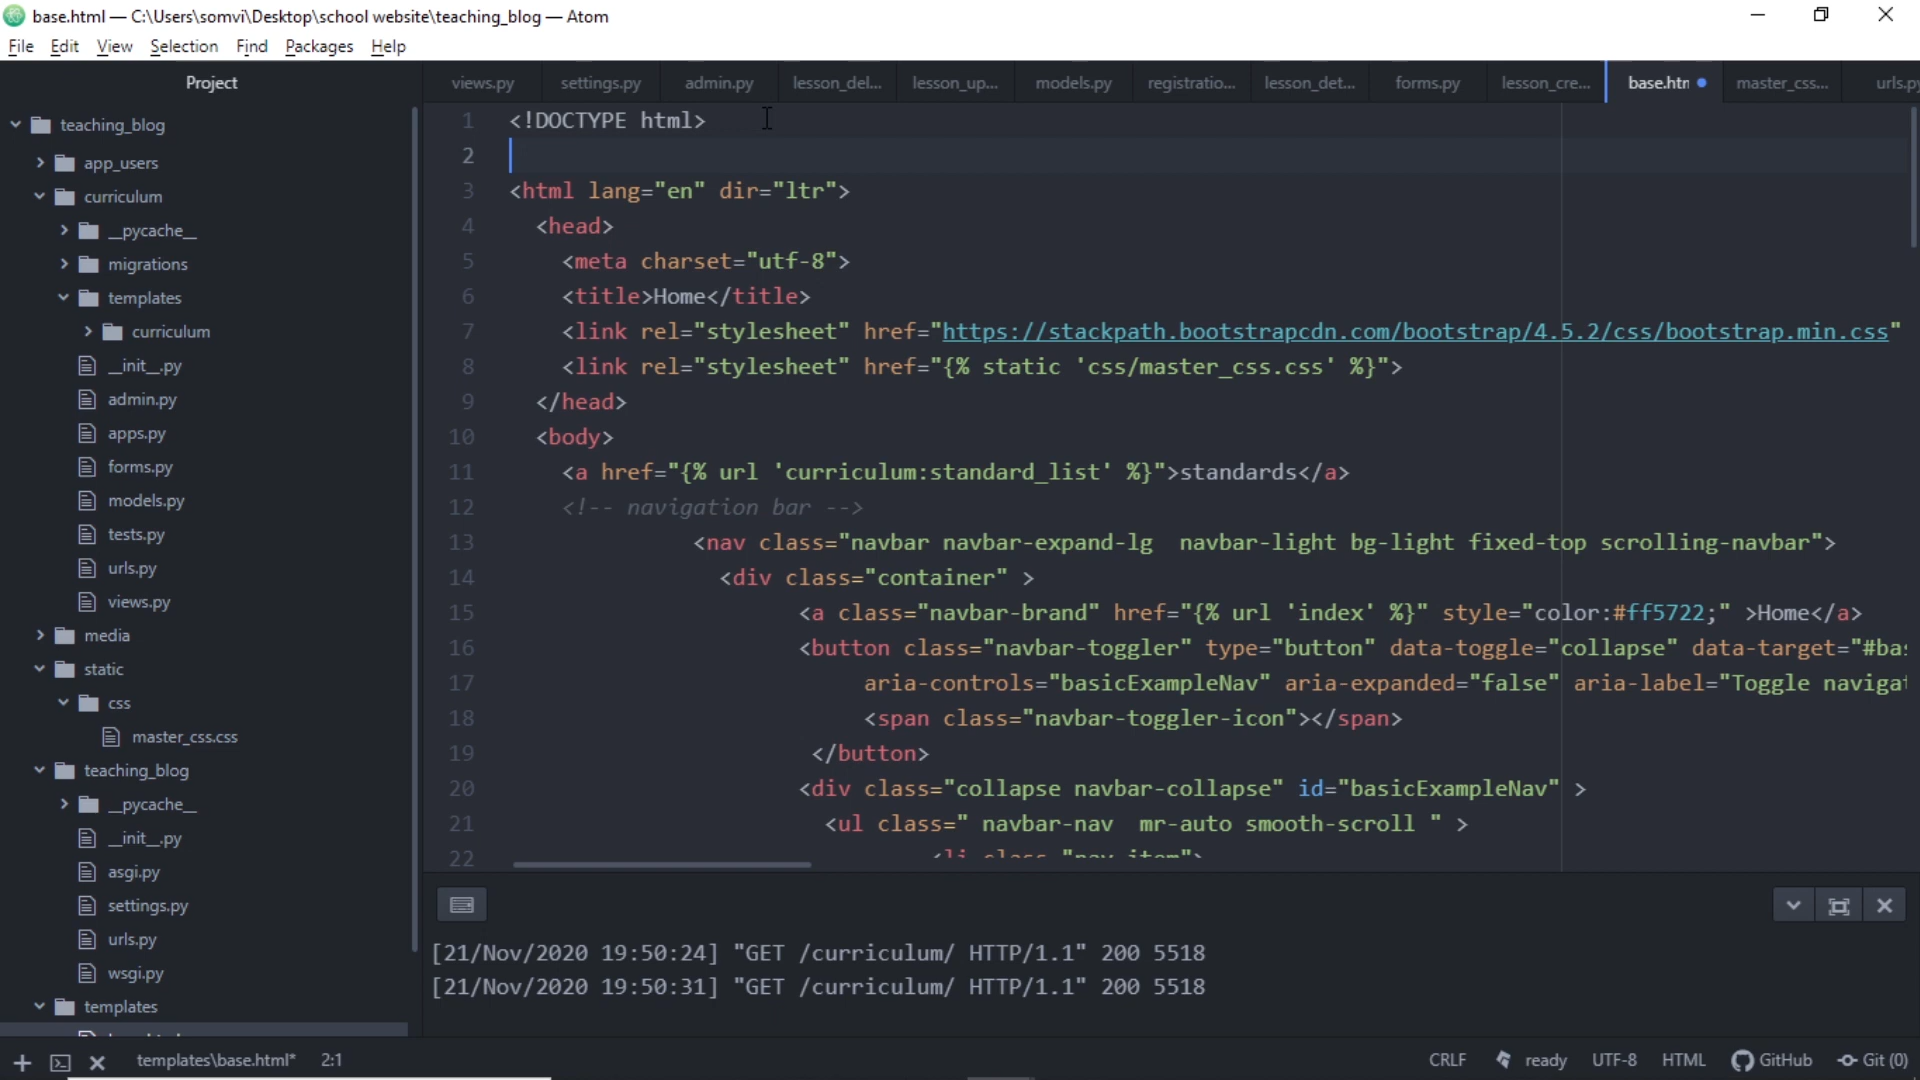 base.html — C:\Users\somvi\Desktop\school website\teaching_blog — Atom
File Edit View Selection Find Packages Help
Project
views.py settings.py admin.py lesson_del... lesson_up... models.py registratio... lesson_det... forms.py lesson_cre... base.htn master_css... urls.py
teaching_blog
app_users
curriculum
__pycache__
migrations
templates
curriculum
__init__.py
admin.py
apps.py
forms.py
models.py
tests.py
urls.py
views.py
media
static
css
master_css.css
teaching_blog
__pycache__
__init__.py
asgi.py
settings.py
urls.py
wsgi.py
templates
1 <!DOCTYPE html>
2
3 <html lang="en" dir="ltr">
4 <head>
5 <meta charset="utf-8">
6 <title>Home</title>
7 <link rel="stylesheet" href="https://stackpath.bootstrapcdn.com/bootstrap/4.5.2/css/bootstrap.min.css"
8 <link rel="stylesheet" href="{% static 'css/master_css.css' %}">
9 </head>
10 <body>
11 <a href="{% url 'curriculum:standard_list' %}">standards</a>
12 <!-- navigation bar -->
13 <nav class="navbar navbar-expand-lg  navbar-light bg-light fixed-top scrolling-navbar">
14 <div class="container" >
15 <a class="navbar-brand" href="{% url 'index' %}" style="color:#ff5722;" >Home</a>
16 <button class="navbar-toggler" type="button" data-toggle="collapse" data-target="#bas
17 aria-controls="basicExampleNav" aria-expanded="false" aria-label="Toggle navigat
18 <span class="navbar-toggler-icon"></span>
19 </button>
20 <div class="collapse navbar-collapse" id="basicExampleNav" >
21 <ul class=" navbar-nav  mr-auto smooth-scroll " >
22 <li class="nav-item">
[21/Nov/2020 19:50:24] "GET /curriculum/ HTTP/1.1" 200 5518
[21/Nov/2020 19:50:31] "GET /curriculum/ HTTP/1.1" 200 5518
templates\base.html* 2:1 CRLF ready UTF-8 HTML GitHub Git (0)